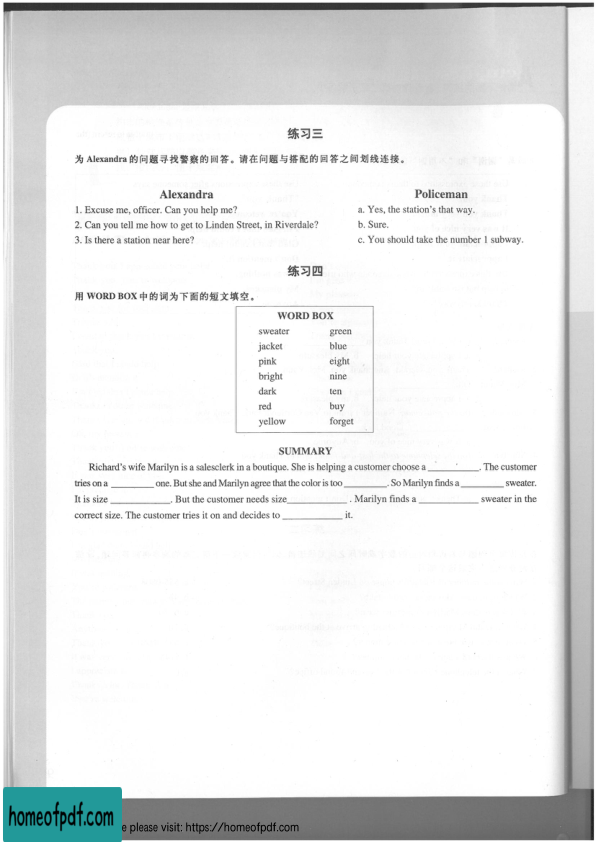 练习三
为 Alexandra 的问题寻找警察的回答。请在问题与搭配的回答之间划线连接。
Alexandra
1. Excuse me, officer. Can you help me?
2. Can you tell me how to get to Linden Street, in Riverdale?
3. Is there a station near here?
Policeman
a. Yes, the station's that way.
b. Sure.
c. You should take the number 1 subway.
练习四
用 WORD BOX 中的词为下面的短文填空。
WORD BOX
sweater green
jacket blue
pink eight
bright nine
dark ten
red buy
yellow forget
SUMMARY
Richard's wife Marilyn is a salesclerk in a boutique. She is helping a customer choose a __________. The customer
tries on a ________ one. But she and Marilyn agree that the color is too ________. So Marilyn finds a ________ sweater.
It is size ____________. But the customer needs size____________ . Marilyn finds a ____________ sweater in the
correct size. The customer tries it on and decides to ____________ it.
homeofpdf.com
e please visit: https://homeofpdf.com